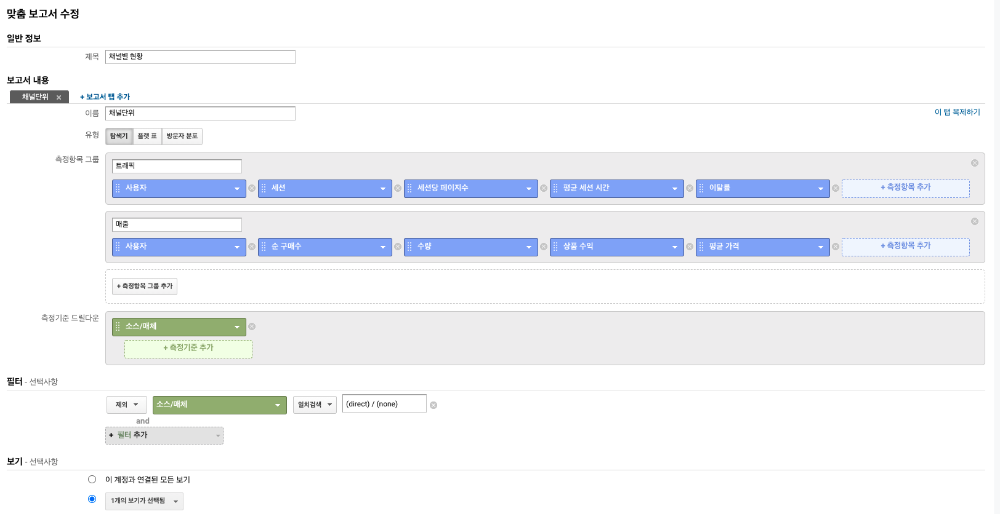 맞춤 보고서 수정
일반 정보
제목 채널별 현황
보고서 내용
채널단위 × + 보고서 탭 추가
이름 채널단위 이 탭 복제하기
유형 탐색기 플랫 표 방문자 분포
측정항목 그룹
트래픽
사용자 세션 세션당 페이지수 평균 세션 시간 이탈률 + 측정항목 추가
매출
사용자 순 구매수 수량 상품 수익 평균 가격 + 측정항목 추가
+ 측정항목 그룹 추가
측정기준 드릴다운
소스/매체
+ 측정기준 추가
필터 - 선택사항
제외 소스/매체 일치검색 (direct) / (none)
and
+ 필터 추가
보기 - 선택사항
이 계정과 연결된 모든 보기
1개의 보기가 선택됨